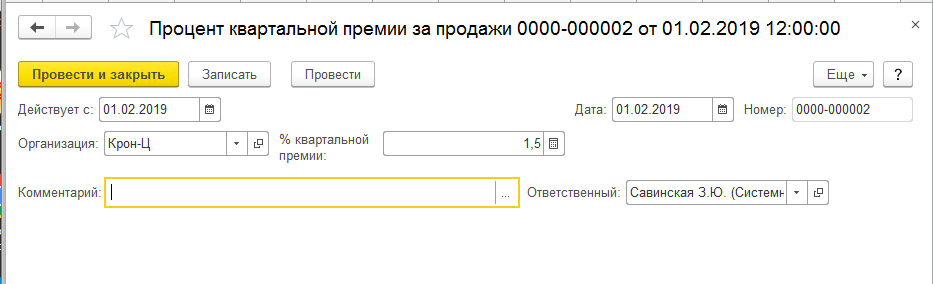 Процент квартальной премии за продажи 0000-000002 от 01.02.2019 12:00:00
Провести и закрыть Записать Провести Еще ?
Действует с: 01.02.2019 Дата: 01.02.2019 Номер: 0000-000002
Организация: Крон-Ц % квартальной премии: 1,5
Комментарий: ... Ответственный: Савинская З.Ю. (Системн